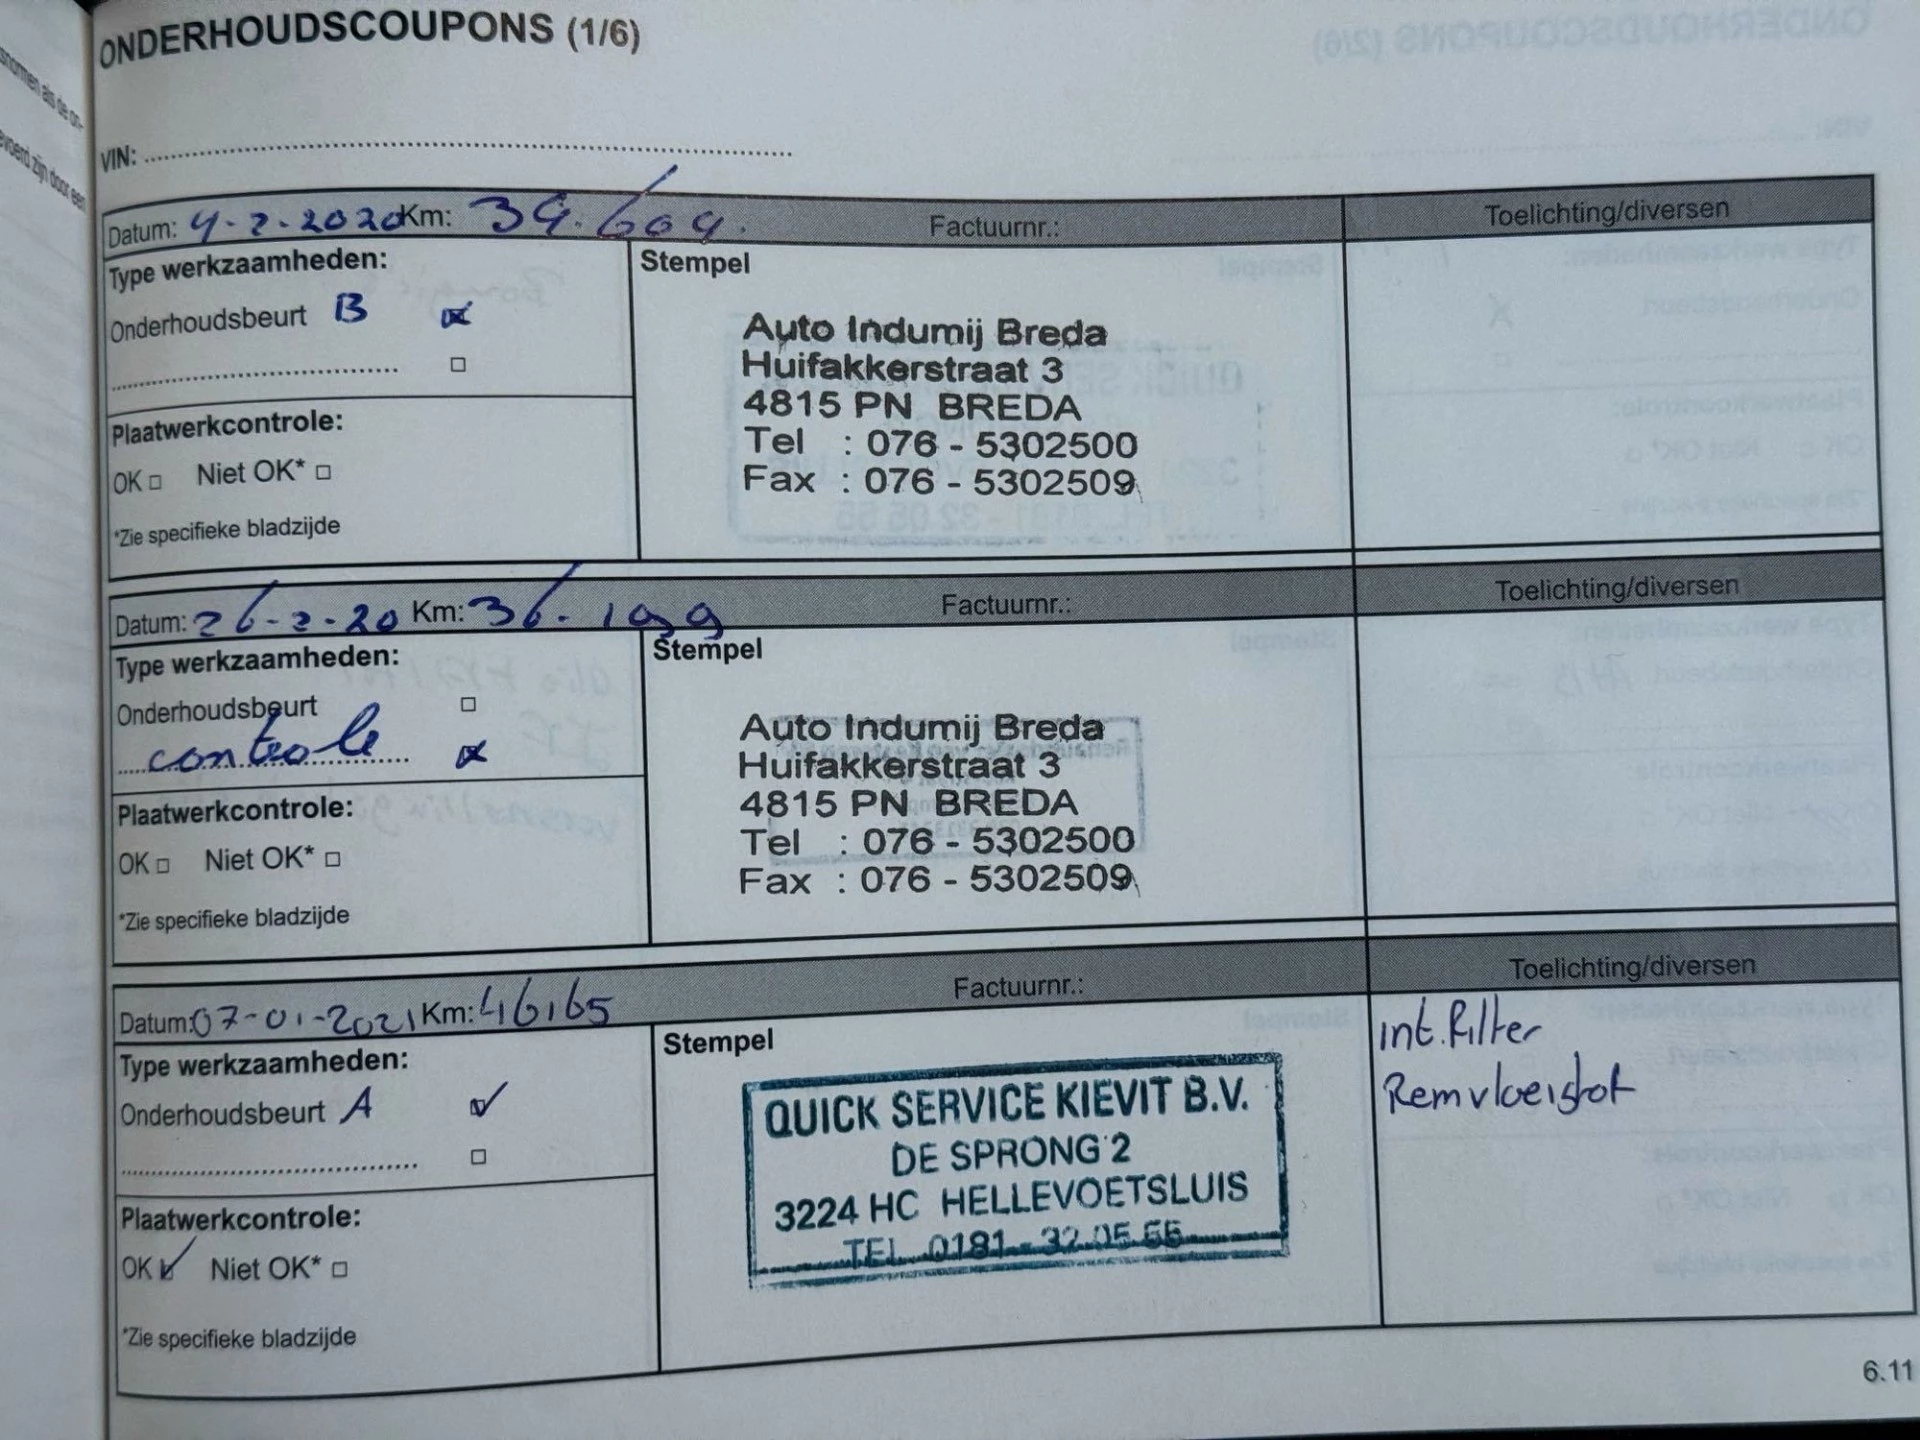 ONDERHOUDSCOUPONS (1/6)
VIN:
Datum: 4-2-2020 Km: 39.609. Factuurnr.: Toelichting/diversen
Type werkzaamheden:
Stempel
Onderhoudsbeurt B
Auto Indumij Breda
Huifakkerstraat 3
4815 PN BREDA
Tel : 076 - 5302500
Fax : 076 - 5302509
Plaatwerkcontrole:
OK Niet OK*
*Zie specifieke bladzijde
Datum: 26-2-20 Km: 36.199 Factuurnr.: Toelichting/diversen
Type werkzaamheden:
Stempel
Onderhoudsbeurt
controle
Auto Indumij Breda
Huifakkerstraat 3
4815 PN BREDA
Tel : 076 - 5302500
Fax : 076 - 5302509
Plaatwerkcontrole:
OK Niet OK*
*Zie specifieke bladzijde
Datum: 07-01-2021 Km: 46165 Factuurnr.: Toelichting/diversen
Type werkzaamheden:
Stempel
Onderhoudsbeurt A
QUICK SERVICE KIEVIT B.V.
DE SPRONG 2
3224 HC HELLEVOETSLUIS
TEL. 0181 - 32 05 56
int. filter
Remvloeistof
Plaatwerkcontrole:
OK Niet OK*
*Zie specifieke bladzijde
6.11